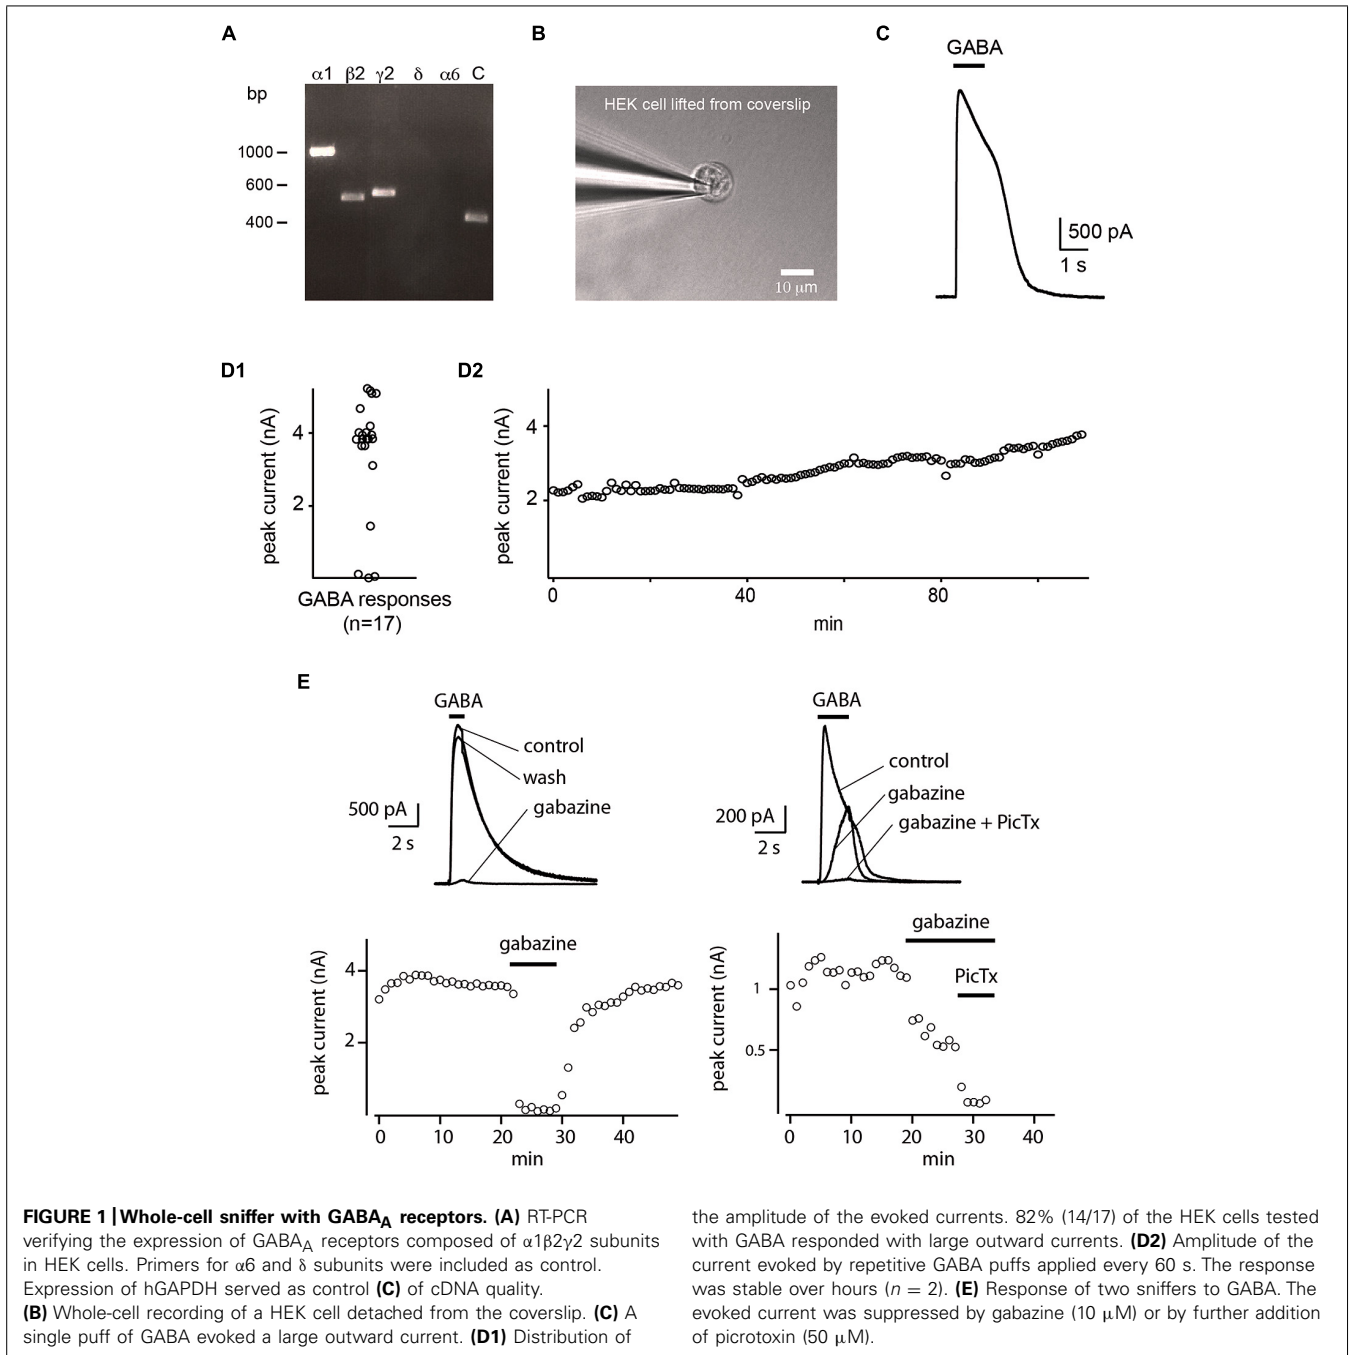 A
α1 β2 γ2 δ α6 C
bp
1000
600
400
B
HEK cell lifted from coverslip
10 µm
C
GABA
500 pA
1 s
D1
peak current (nA)
4
2
GABA responses
(n=17)
D2
peak current (nA)
4
2
0 40 80
min
E
GABA
control
wash
gabazine
500 pA
2 s
GABA
control
gabazine
gabazine + PicTx
200 pA
2 s
gabazine
peak current (nA)
4
2
0 10 20 30 40
min
gabazine
PicTx
peak current (nA)
1
0.5
0 10 20 30 40
min
FIGURE 1 | Whole-cell sniffer with GABAA receptors. (A) RT-PCR
verifying the expression of GABAA receptors composed of α1β2γ2 subunits
in HEK cells. Primers for α6 and δ subunits were included as control.
Expression of hGAPDH served as control (C) of cDNA quality.
(B) Whole-cell recording of a HEK cell detached from the coverslip. (C) A
single puff of GABA evoked a large outward current. (D1) Distribution of
the amplitude of the evoked currents. 82% (14/17) of the HEK cells tested
with GABA responded with large outward currents. (D2) Amplitude of the
current evoked by repetitive GABA puffs applied every 60 s. The response
was stable over hours (n = 2). (E) Response of two sniffers to GABA. The
evoked current was suppressed by gabazine (10 µM) or by further addition
of picrotoxin (50 µM).